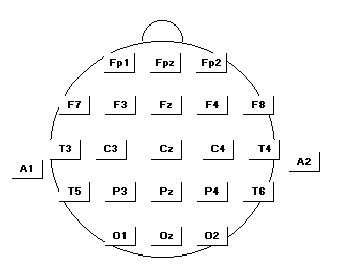 Fp1 Fpz Fp2
F7 F3 Fz F4 F8
T3 C3 Cz C4 T4
A1 A2
T5 P3 Pz P4 T6
O1 Oz O2